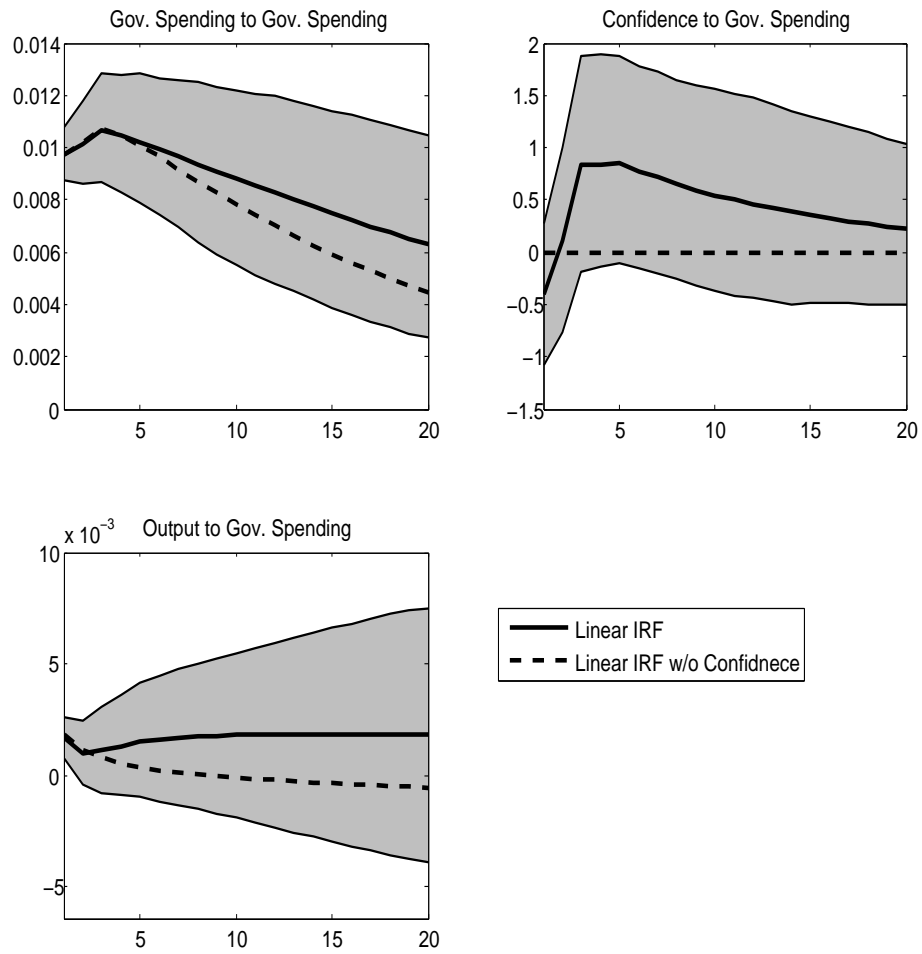 Gov. Spending to Gov. Spending
0.014
0.012
0.01
0.008
0.006
0.004
0.002
0
5 10 15 20
Confidence to Gov. Spending
2
1.5
1
0.5
0
−0.5
−1
−1.5
5 10 15 20
x 10−3
Output to Gov. Spending
10
5
0
−5
5 10 15 20
Linear IRF
Linear IRF w/o Confidnece